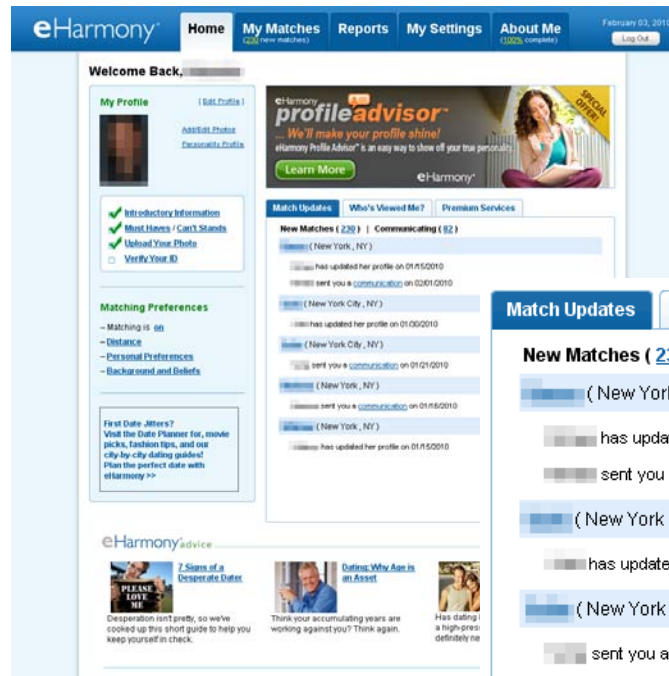 eHarmony®
Home
My Matches
(230 new matches)
Reports
My Settings
About Me
(100% complete)
February 03, 2010
Log Out
Welcome Back,
My Profile
[ Edit Profile ]
Add/Edit Photos
Personality Profile
Introductory Information
Must Haves / Can't Stands
Upload Your Photo
Verify Your ID
Matching Preferences
– Matching is on
– Distance
– Personal Preferences
– Background and Beliefs
First Date Jitters?
Visit the Date Planner for, movie
picks, fashion tips, and our
city-by-city dating guides!
Plan the perfect date with
eHarmony >>
eHarmony
profileadvisor
... We'll make your profile shine!
eHarmony Profile Advisor™ is an easy way to show off your true personality.
Learn More
eHarmony®
SPECIAL
OFFER!
Match Updates
Who's Viewed Me?
Premium Services
New Matches ( 230 ) | Communicating ( 82 )
( New York , NY )
has updated her profile on 01/15/2010
sent you a communication on 02/01/2010
( New York City , NY )
has updated her profile on 01/30/2010
( New York City , NY )
sent you a communication on 01/21/2010
( New York , NY )
sent you a communication on 01/16/2010
( New York , NY )
has updated her profile on 01/15/2010
Match Updates
New Matches ( 23
( New York
has updat
sent you
( New York
has update
( New York
sent you a
eHarmony advice
7 Signs of a
Desperate Dater
PLEASE
LOVE
ME
Desperation isn't pretty, so we've
cooked up this short guide to help you
keep yourself in check.
Dating: Why Age is
an Asset
Think your accumulating years are
working against you? Think again.
Has dating
a high-pres
definitely ne